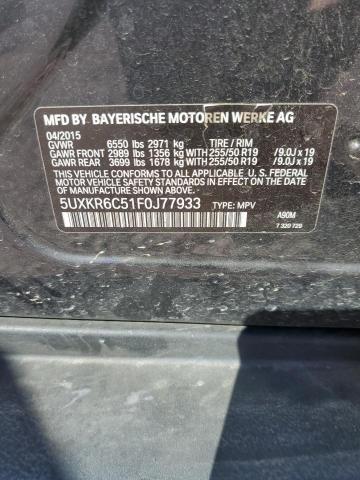 MFD BY BAYERISCHE MOTOREN WERKE AG
04/2015
GVWR 6550 lbs 2971 kg TIRE / RIM
GAWR FRONT 2989 lbs 1356 kg WITH 255/50 R19 /9.0J x 19
GAWR REAR 3699 lbs 1678 kg WITH 255/50 R19 /9.0J x 19
THIS VEHICLE CONFORMS TO ALL APPLICABLE U.S. FEDERAL
MOTOR VEHICLE SAFETY STANDARDS IN EFFECT ON THE DATE
OF MANUFACTURE SHOWN ABOVE.
5UXKR6C51F0J77933 TYPE: MPV A90M
7 320 729